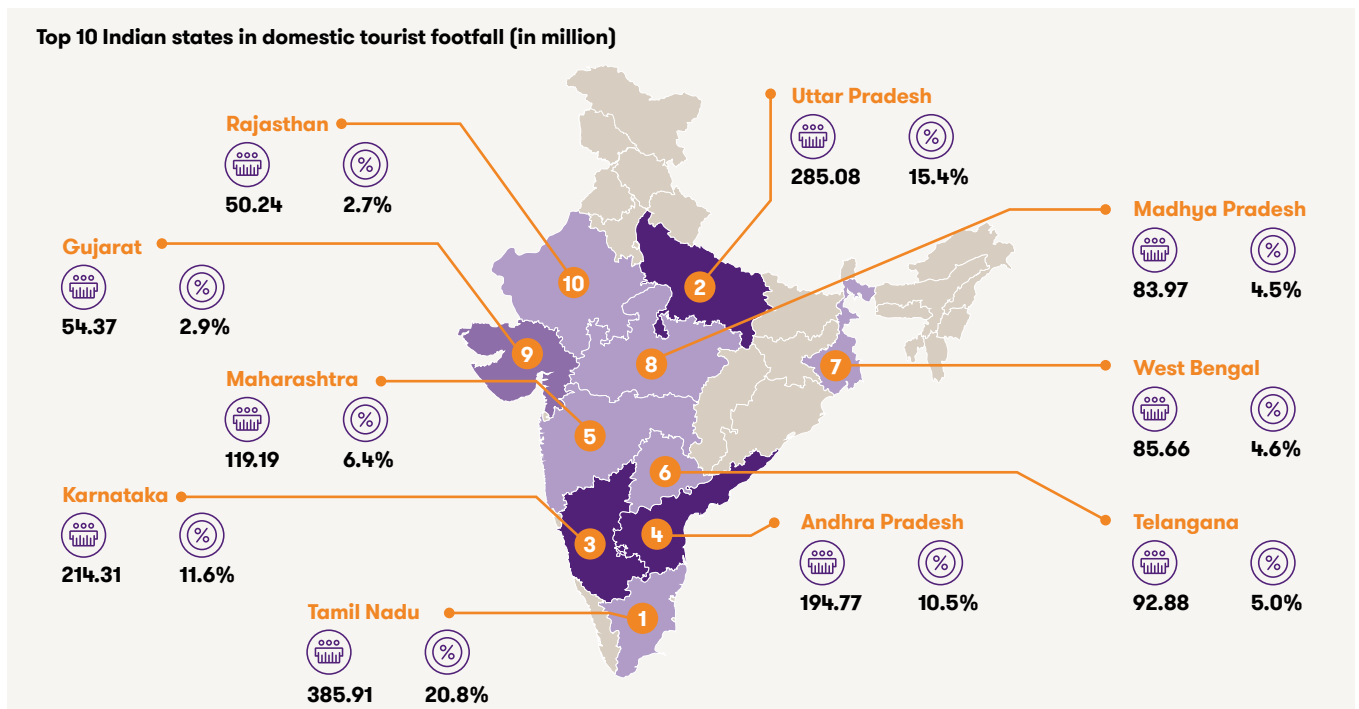 Top 10 Indian states in domestic tourist footfall (in million)
Uttar Pradesh
% 
285.08 15.4%
Rajasthan
%
50.24 2.7%
Madhya Pradesh
%
83.97 4.5%
Gujarat
%
54.37 2.9%
Maharashtra
%
119.19 6.4%
West Bengal
%
85.66 4.6%
Karnataka
%
214.31 11.6%
Andhra Pradesh
%
194.77 10.5%
Telangana
%
92.88 5.0%
Tamil Nadu
%
385.91 20.8%
10
2
9
8
7
5
6
3
4
1